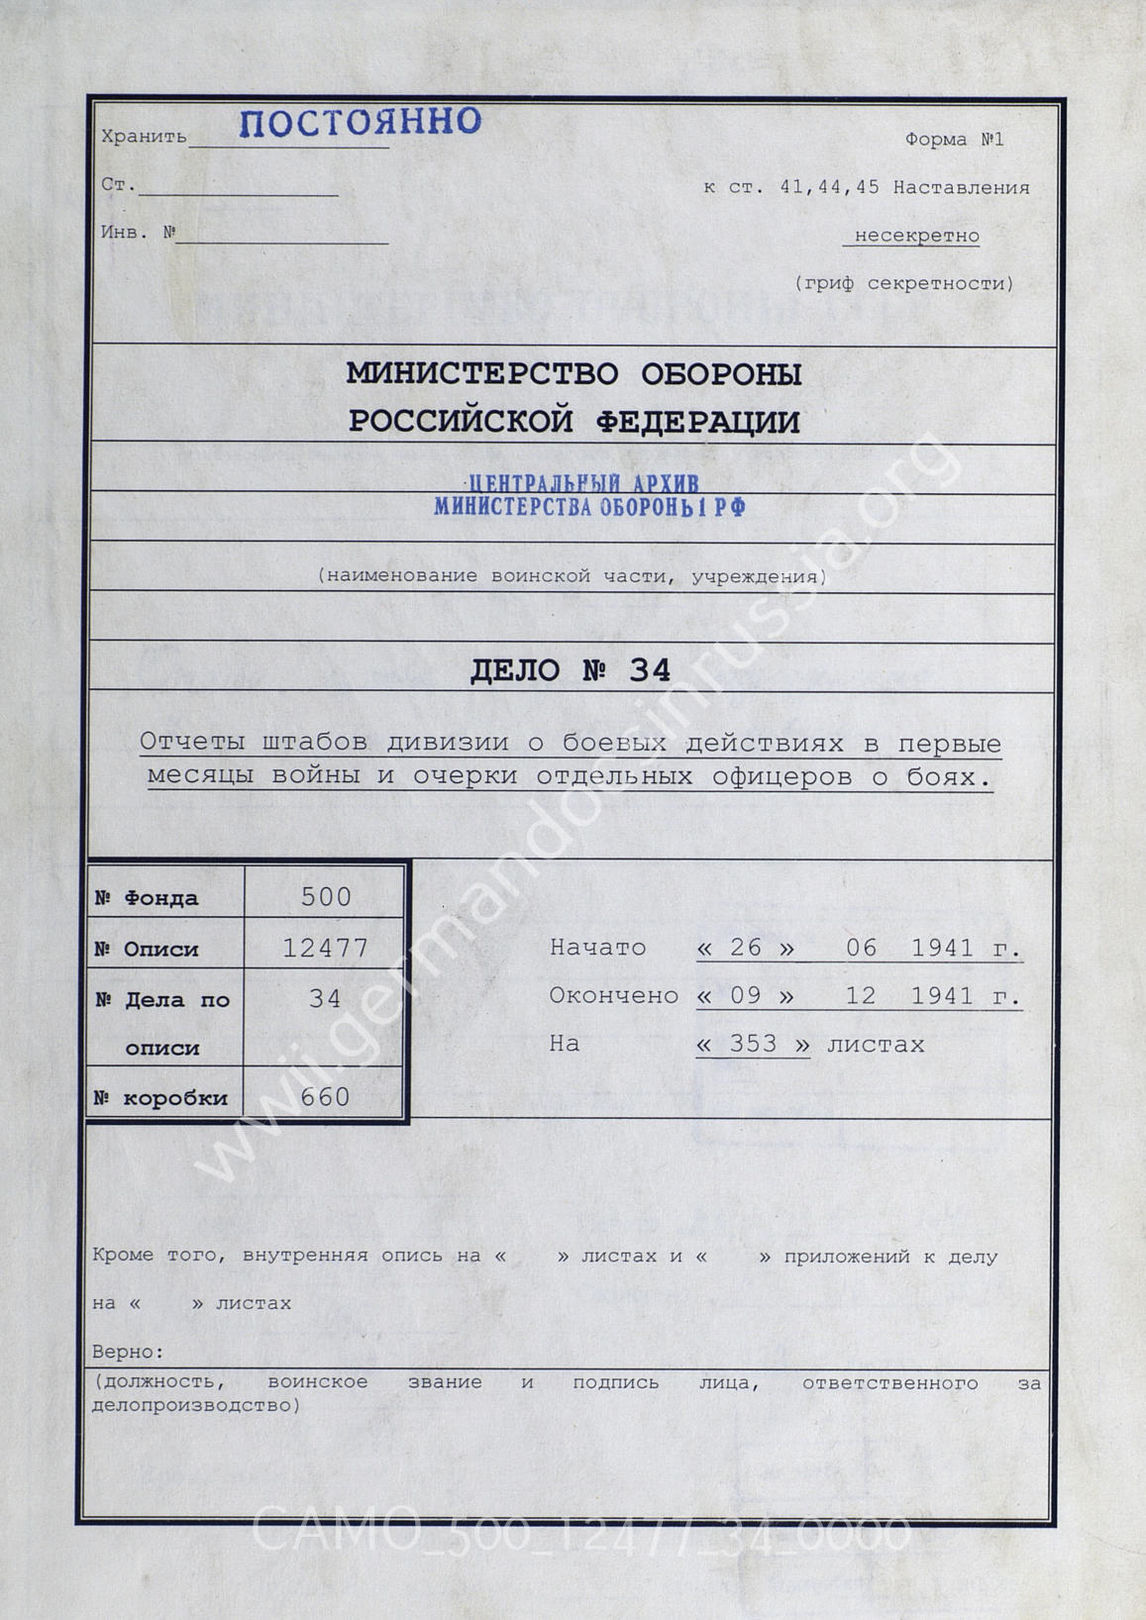 Хранить ПОСТОЯННО
Форма №1
Ст.
к ст. 41,44,45 Наставления
Инв. №
несекретно
(гриф секретности)
МИНИСТЕРСТВО ОБОРОНЫ
РОССИЙСКОЙ ФЕДЕРАЦИИ
ЦЕНТРАЛЬНЫЙ АРХИВ
МИНИСТЕРСТВА ОБОРОНЫ РФ
(наименование воинской части, учреждения)
ДЕЛО № 34
Отчеты штабов дивизии о боевых действиях в первые
месяцы войны и очерки отдельных офицеров о боях.
№ Фонда 500
№ Описи 12477
№ Дела по 34
описи
№ коробки 660
Начато « 26 » 06 1941 г.
Окончено « 09 » 12 1941 г.
На « 353 » листах
Кроме того, внутренняя опись на « » листах и « » приложений к делу
на « » листах
Верно:
(должность, воинское звание и подпись лица, ответственного за
делопроизводство)
wwii.germandocsinrussia.org
CAMO_500_12477_34_0000